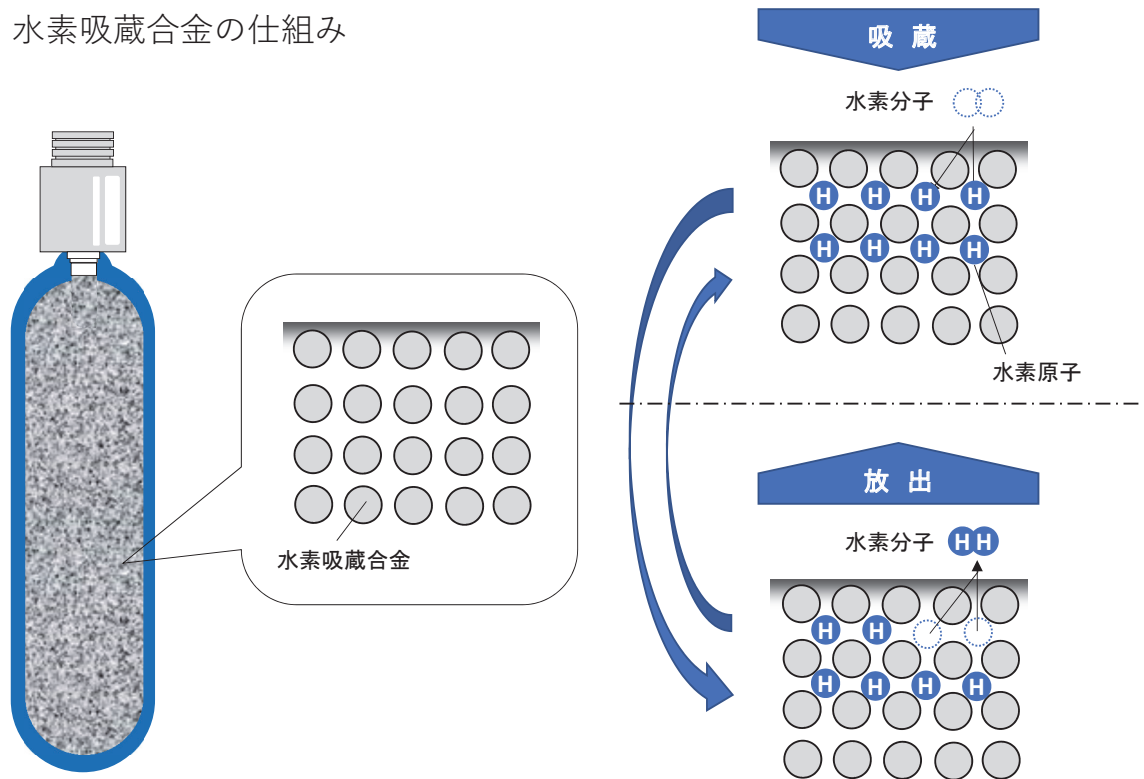 水素吸蔵合金の仕組み
吸 蔵
水素分子
H H H H
H H H H
水素原子
水素吸蔵合金
放 出
水素分子 HH
H H
H H H H